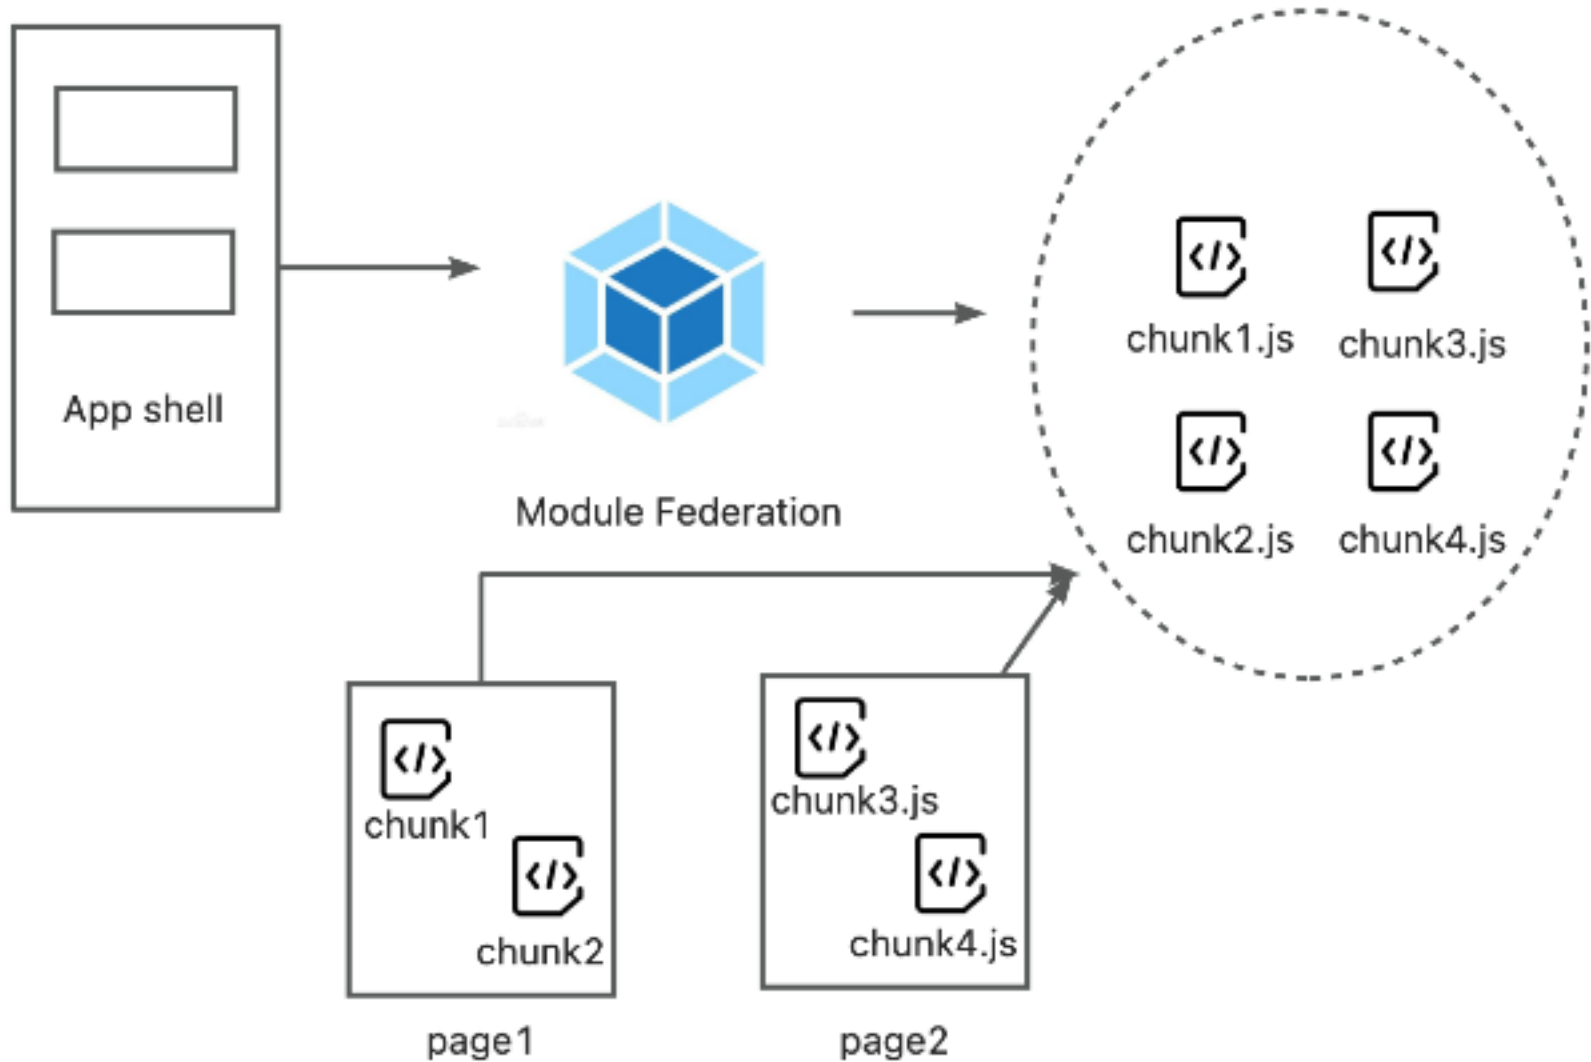 App shell
Module Federation
chunk1.js
chunk3.js
chunk2.js
chunk4.js
chunk1
chunk2
page1
chunk3.js
chunk4.js
page2